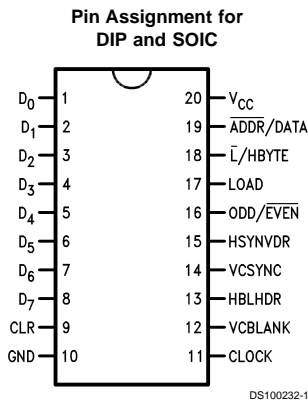 Pin Assignment for
DIP and SOIC
D0 1 20 VCC
D1 2 19 A̅D̅D̅R̅/DATA
D2 3 18 L̅/HBYTE
D3 4 17 LOAD
D4 5 16 ODD/E̅V̅E̅N̅
D5 6 15 HSYNVDR
D6 7 14 VCSYNC
D7 8 13 HBLHDR
CLR 9 12 VCBLANK
GND 10 11 CLOCK
DS100232-1